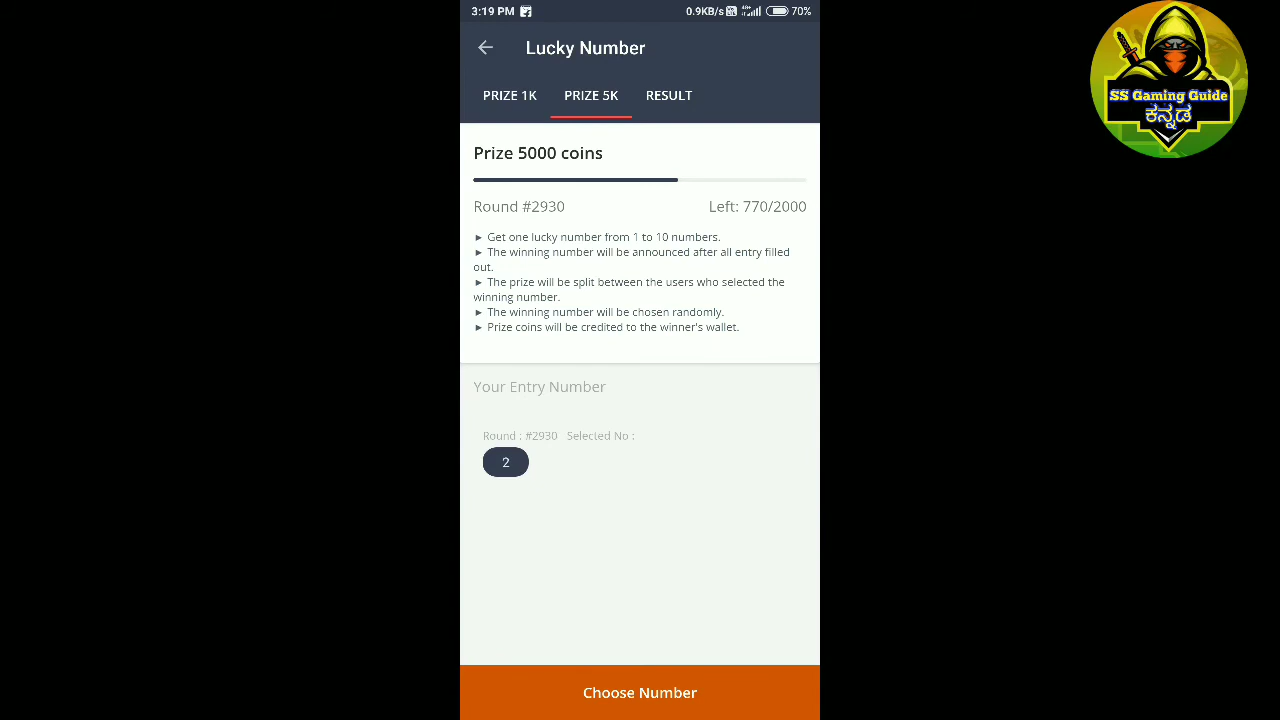 3:19 PM
0.9KB/s
70%
Lucky Number
PRIZE 1K
PRIZE 5K
RESULT
Prize 5000 coins
Round #2930
Left: 770/2000
► Get one lucky number from 1 to 10 numbers.
► The winning number will be announced after all entry filled
out.
► The prize will be split between the users who selected the
winning number.
► The winning number will be chosen randomly.
► Prize coins will be credited to the winner's wallet.
Your Entry Number
Round : #2930 Selected No :
2
Choose Number
SS Gaming Guide
ಕನ್ನಡ